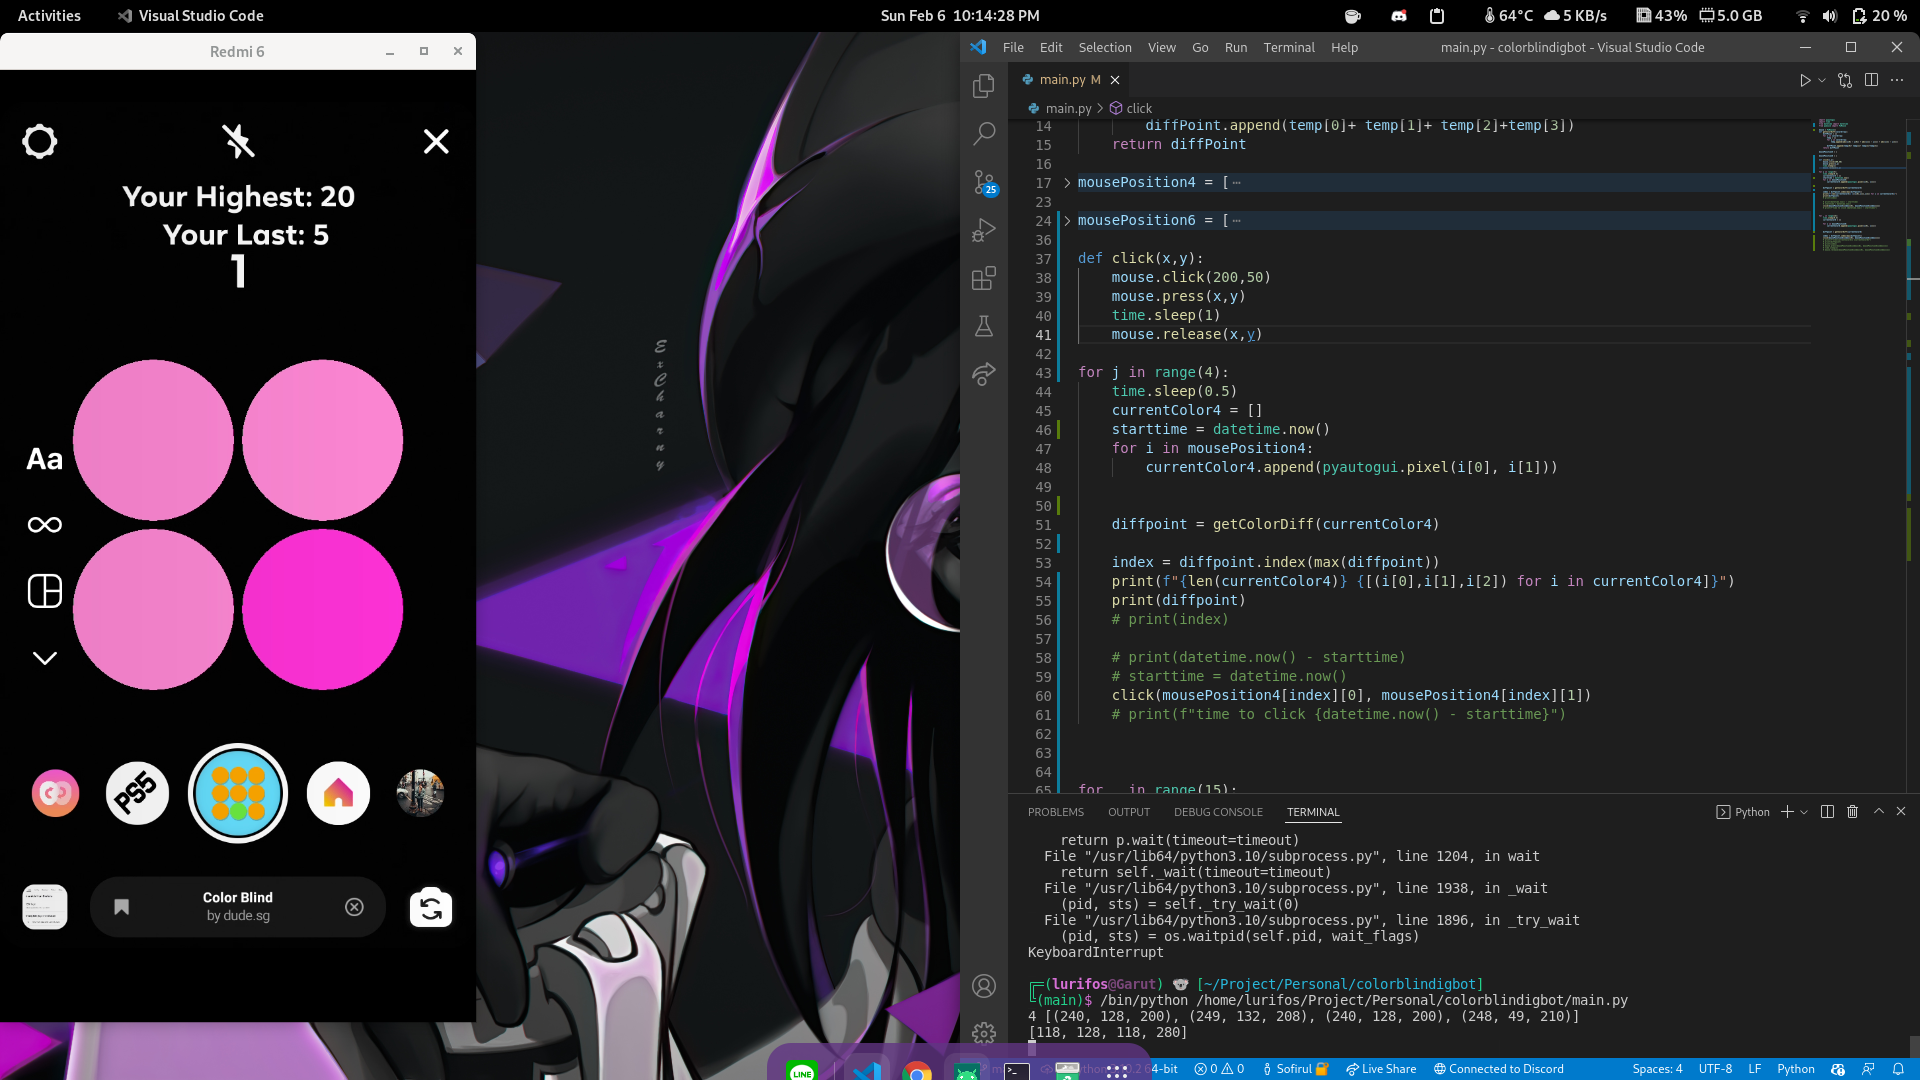 Activities
Visual Studio Code
Sun Feb 6 10:14:28 PM
64°C 5 KB/s 43% 5.0 GB 20 %
Redmi 6
Your Highest: 20
Your Last: 5
1
Aa
PS5
Color Blind
by dude.sg
ExCharny
File Edit Selection View Go Run Terminal Help
main.py - colorblindigbot - Visual Studio Code
main.py M
main.py > click
25
14 diffPoint.append(temp[0]+ temp[1]+ temp[2]+temp[3])
15 return diffPoint
16
17 mousePosition4 = [⋯
23
24 mousePosition6 = [⋯
36
37 def click(x,y):
38 mouse.click(200,50)
39 mouse.press(x,y)
40 time.sleep(1)
41 mouse.release(x,y)
42
43 for j in range(4):
44 time.sleep(0.5)
45 currentColor4 = []
46 starttime = datetime.now()
47 for i in mousePosition4:
48 currentColor4.append(pyautogui.pixel(i[0], i[1]))
49
50
51 diffpoint = getColorDiff(currentColor4)
52
53 index = diffpoint.index(max(diffpoint))
54 print(f"{len(currentColor4)} {[(i[0],i[1],i[2]) for i in currentColor4]}")
55 print(diffpoint)
56 # print(index)
57
58 # print(datetime.now() - starttime)
59 # starttime = datetime.now()
60 click(mousePosition4[index][0], mousePosition4[index][1])
61 # print(f"time to click {datetime.now() - starttime}")
62
63
64
65 for _ in range(15):
PROBLEMS OUTPUT DEBUG CONSOLE TERMINAL
Python
return p.wait(timeout=timeout)
File "/usr/lib64/python3.10/subprocess.py", line 1204, in wait
return self._wait(timeout=timeout)
File "/usr/lib64/python3.10/subprocess.py", line 1938, in _wait
(pid, sts) = self._try_wait(0)
File "/usr/lib64/python3.10/subprocess.py", line 1896, in _try_wait
(pid, sts) = os.waitpid(self.pid, wait_flags)
KeyboardInterrupt
┌─(lurifos@Garut) 🐨 [~/Project/Personal/colorblindigbot]
└(main)$ /bin/python /home/lurifos/Project/Personal/colorblindigbot/main.py
4 [(240, 128, 200), (249, 132, 208), (240, 128, 200), (248, 49, 210)]
[118, 128, 118, 280]
LINE
64-bit 0 0 Sofirul Live Share Connected to Discord Spaces: 4 UTF-8 LF Python